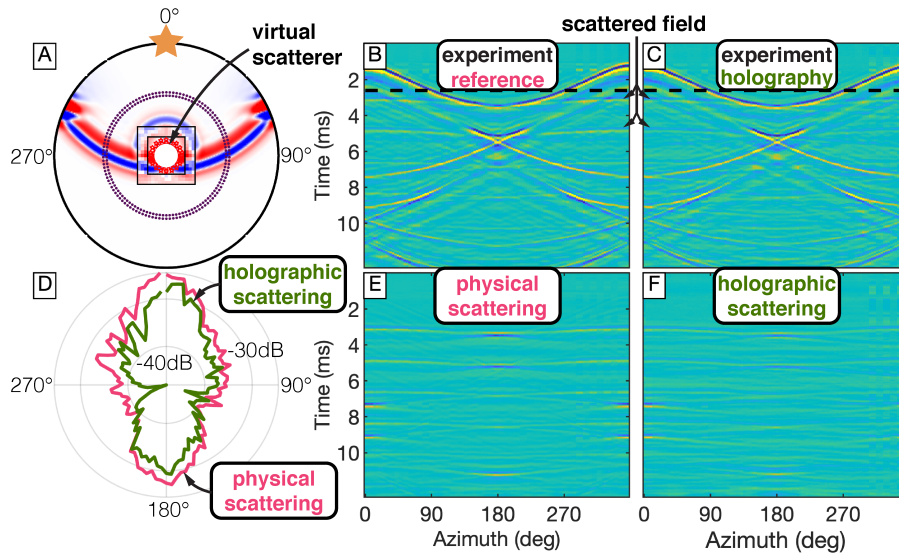 0°
A
virtual
scatterer
270°
90°
scattered field
B
experiment
reference
C
experiment
holography
Time (ms)
2
4
6
8
10
D
holographic
scattering
-40dB
-30dB
270°
90°
physical
scattering
180°
E
physical
scattering
F
holographic
scattering
Time (ms)
2
4
6
8
10
0
90
180
270
Azimuth (deg)
0
90
180
270
Azimuth (deg)